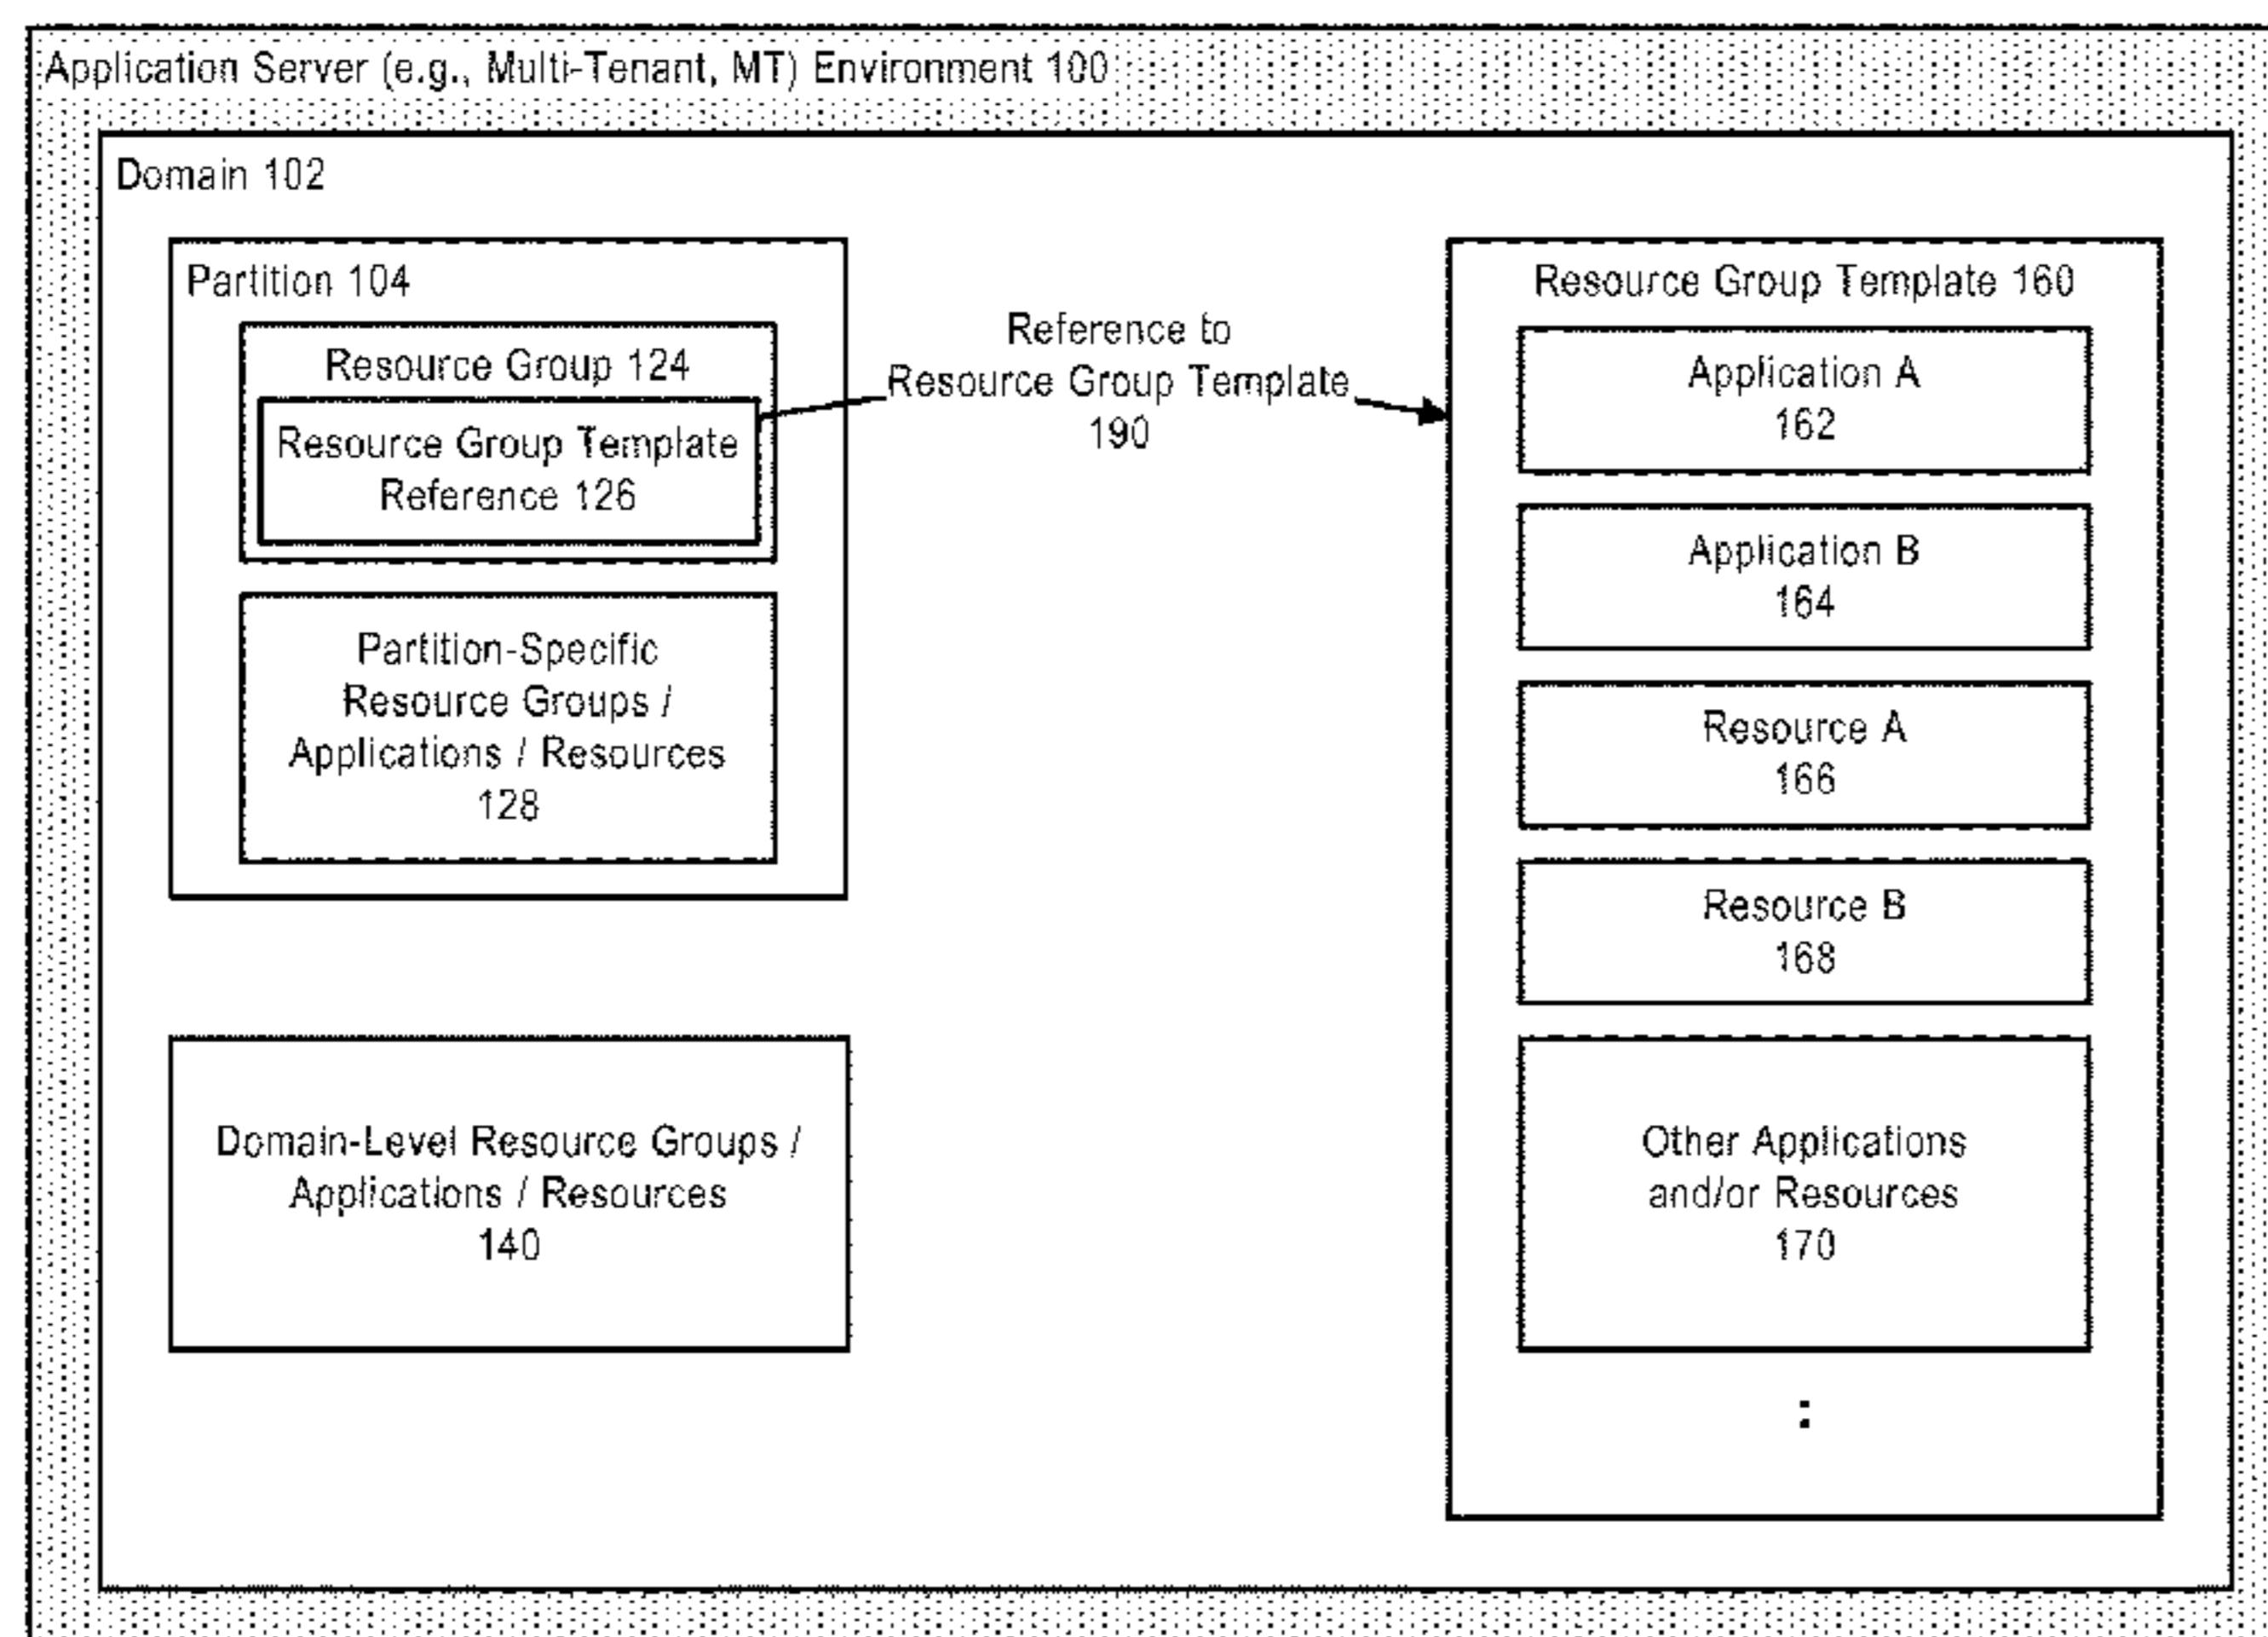 Application Server (e.g., Multi-Tenant, MT) Environment 100
Domain 102
Partition 104
Resource Group 124
Resource Group Template
Reference 126
Partition-Specific
Resource Groups /
Applications / Resources
128
Domain-Level Resource Groups /
Applications / Resources
140
Reference to
Resource Group Template
190
Resource Group Template 160
Application A
162
Application B
164
Resource A
166
Resource B
168
Other Applications
and/or Resources
170
: